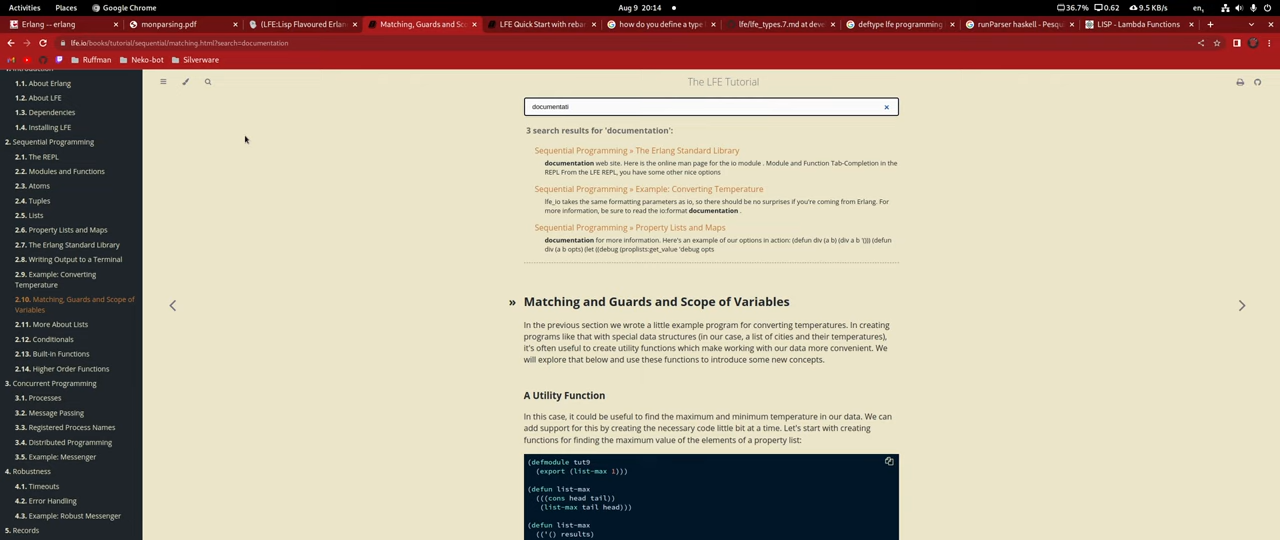 Activities
Places
Google Chrome
Aug 9 20:14
36.7%
0.62
9.5 KB/s
en
Erlang -- erlang
monparsing.pdf
(LFE:Lisp Flavoured Erlan
Matching, Guards and Sc
LFE QuickStart with reba
how do you define a type
lfe/lfe_types.7.md at deve
deftype lfe programming
runParser haskell - Pesqu
LISP - Lambda Functions
lfe.io/books/tutorial/sequential/matching.html?search=documentation
Ruffman
Neko-bot
Silverware
1.1. About Erlang
1.2. About LFE
1.3. Dependencies
1.4. Installing LFE
2. Sequential Programming
2.1. The REPL
2.2. Modules and Functions
2.3. Atoms
2.4. Tuples
2.5. Lists
2.6. Property Lists and Maps
2.7. The Erlang Standard Library
2.8. Writing Output to a Terminal
2.9. Example: Converting
Temperature
2.10. Matching, Guards and Scope of
Variables
2.11. More About Lists
2.12. Conditionals
2.13. Built-in Functions
2.14. Higher Order Functions
3. Concurrent Programming
3.1. Processes
3.2. Message Passing
3.3. Registered Process Names
3.4. Distributed Programming
3.5. Example: Messenger
4. Robustness
4.1. Timeouts
4.2. Error Handling
4.3. Example: Robust Messenger
5. Records
The LFE Tutorial
documentati
3 search results for 'documentation':
Sequential Programming » The Erlang Standard Library
documentation web site. Here is the online man page for the io module . Module and Function Tab-Completion in the
REPL From the LFE REPL, you have some other nice options
Sequential Programming » Example: Converting Temperature
lfe_io takes the same formatting parameters as io, so there should be no surprises if you're coming from Erlang. For
more information, be sure to read the io:format documentation .
Sequential Programming » Property Lists and Maps
documentation for more information. Here's an example of our options in action: (defun div (a b) (div a b '())) (defun
div (a b opts) (let ((debug (proplists:get_value 'debug opts
» Matching and Guards and Scope of Variables
In the previous section we wrote a little example program for converting temperatures. In creating
programs like that with special data structures (in our case, a list of cities and their temperatures),
it's often useful to create utility functions which make working with our data more convenient. We
will explore that below and use these functions to introduce some new concepts.
A Utility Function
In this case, it could be useful to find the maximum and minimum temperature in our data. We can
add support for this by creating the necessary code little bit at a time. Let's start with creating
functions for finding the maximum value of the elements of a property list:
(defmodule tut9
(export (list-max 1)))
(defun list-max
(((cons head tail))
(list-max tail head)))
(defun list-max
(('() results)